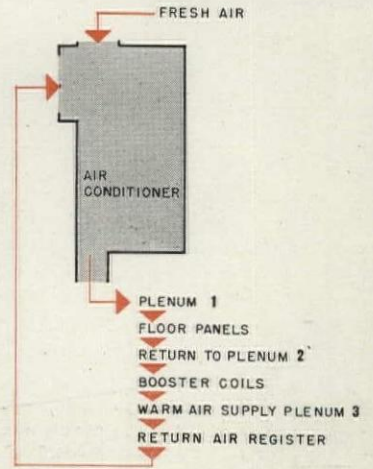 FRESH AIR
AIR
CONDITIONER
PLENUM 1
FLOOR PANELS
RETURN TO PLENUM 2
BOOSTER COILS
WARM AIR SUPPLY PLENUM 3
RETURN AIR REGISTER